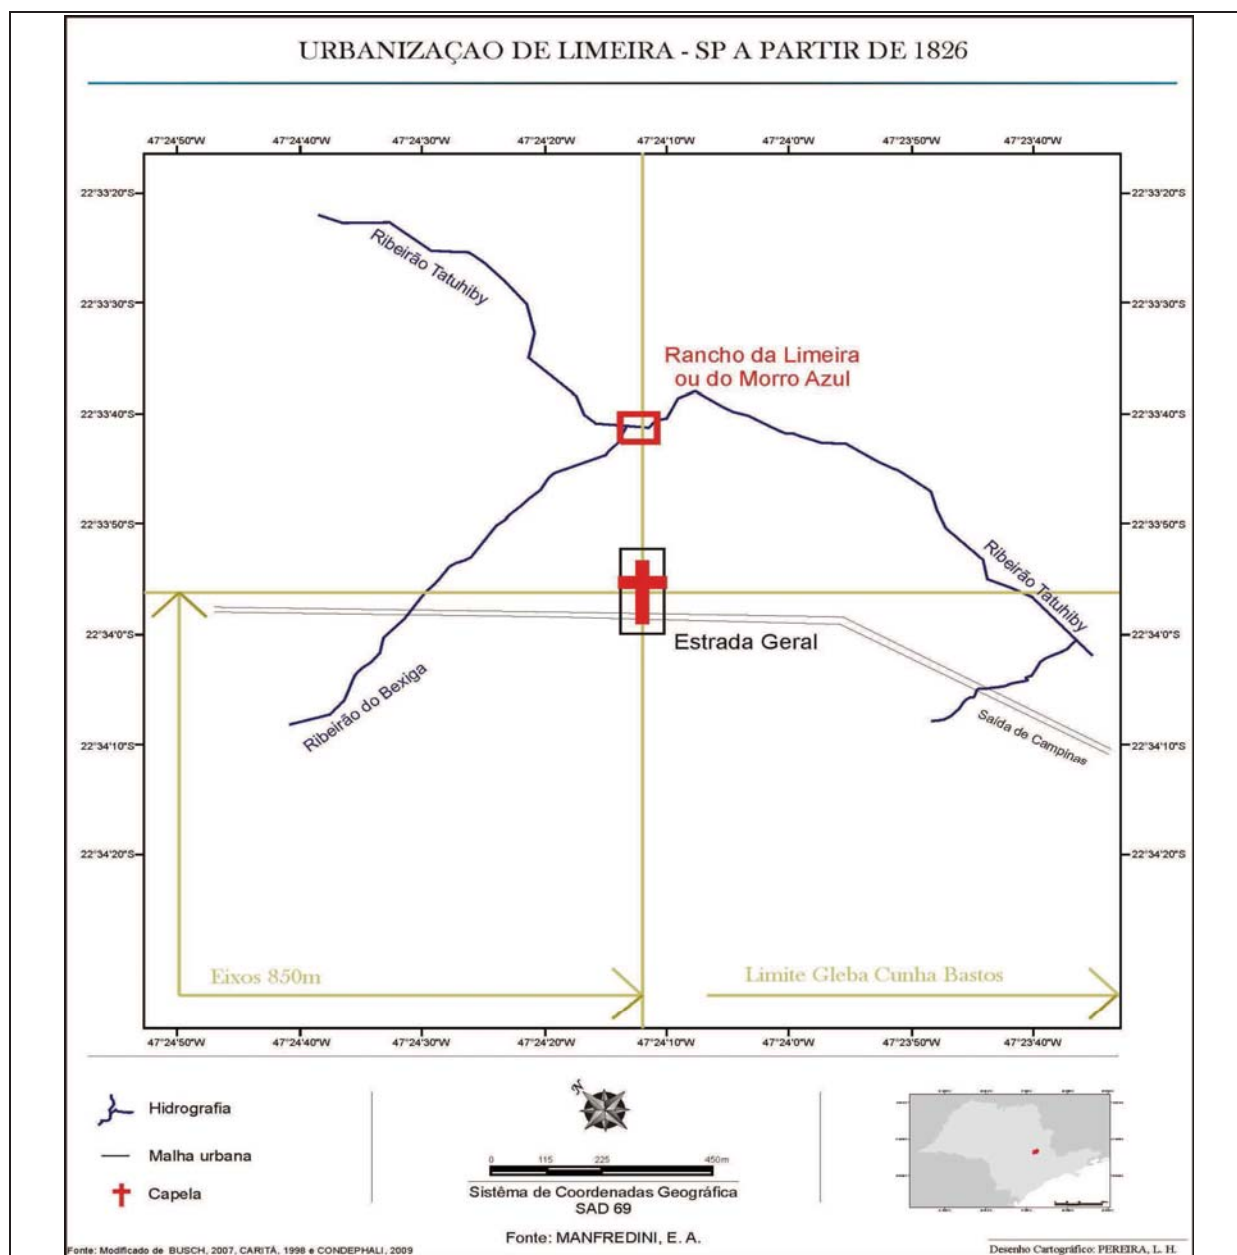 URBANIZAÇAO DE LIMEIRA - SP A PARTIR DE 1826
47°24'50"W 47°24'40"W 47°24'30"W 47°24'20"W 47°24'10"W 47°24'0"W 47°23'50"W 47°23'40"W
22°33'20"S 22°33'20"S
Ribeirão Tatuhiby
22°33'30"S 22°33'30"S
Rancho da Limeira
ou do Morro Azul
22°33'40"S 22°33'40"S
22°33'50"S 22°33'50"S
Ribeirão Tatuhiby
22°34'0"S Estrada Geral 22°34'0"S
Ribeirão do Bexiga
Saída de Campinas
22°34'10"S 22°34'10"S
22°34'20"S 22°34'20"S
Eixos 850m Limite Gleba Cunha Bastos
47°24'50"W 47°24'40"W 47°24'30"W 47°24'20"W 47°24'10"W 47°24'0"W 47°23'50"W 47°23'40"W
Hidrografia
Malha urbana
Capela
N
0 115 225 450m
Sistêma de Coordenadas Geográfica
SAD 69
Fonte: MANFREDINI, E. A.
Fonte: Modificado de BUSCH, 2007, CARITÁ, 1998 e CONDEPHALI, 2009
Desenho Cartográfico: PEREIRA, L. H.